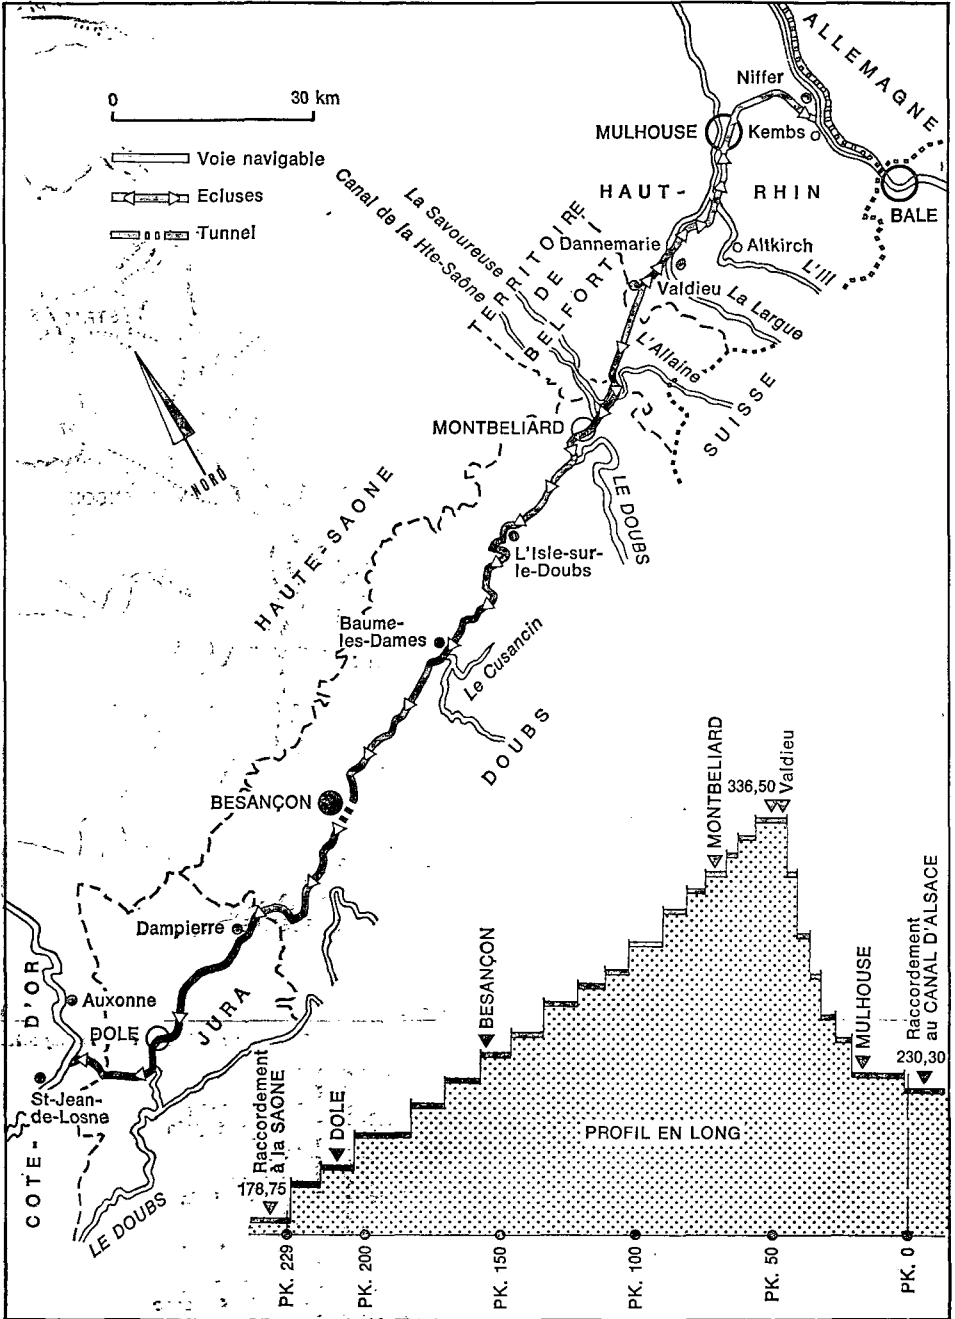 ALLEMAGNE
Niffer
0 30 km
MULHOUSE
Kembs
Voie navigable
Ecluses
Tunnel
HAUT-RHIN
BALE
La Savoureuse
Canal de la Hte-Saône
TERRITOIRE
DE
BELFORT
Dannemarie
Altkirch
L'Ill
Valdieu
La Largue
L'Allaine
SUISSE
MONTBELIARD
NORD
LE DOUBS
HAUTE-SAONE
L'Isle-sur-
le-Doubs
Baume-
les-Dames
Le Cusancin
DOUBS
BESANÇON
Dampierre
Auxonne
DOLE
JURA
St-Jean-
de-Losne
COTE-D'OR
LE DOUBS
Raccordement
à la SAONE
178,75
DOLE
BESANÇON
MONTBELIARD
336,50
Valdieu
MULHOUSE
Raccordement
au CANAL D'ALSACE
230,30
PROFIL EN LONG
PK. 229
PK. 200
PK. 150
PK. 100
PK. 50
PK. 0